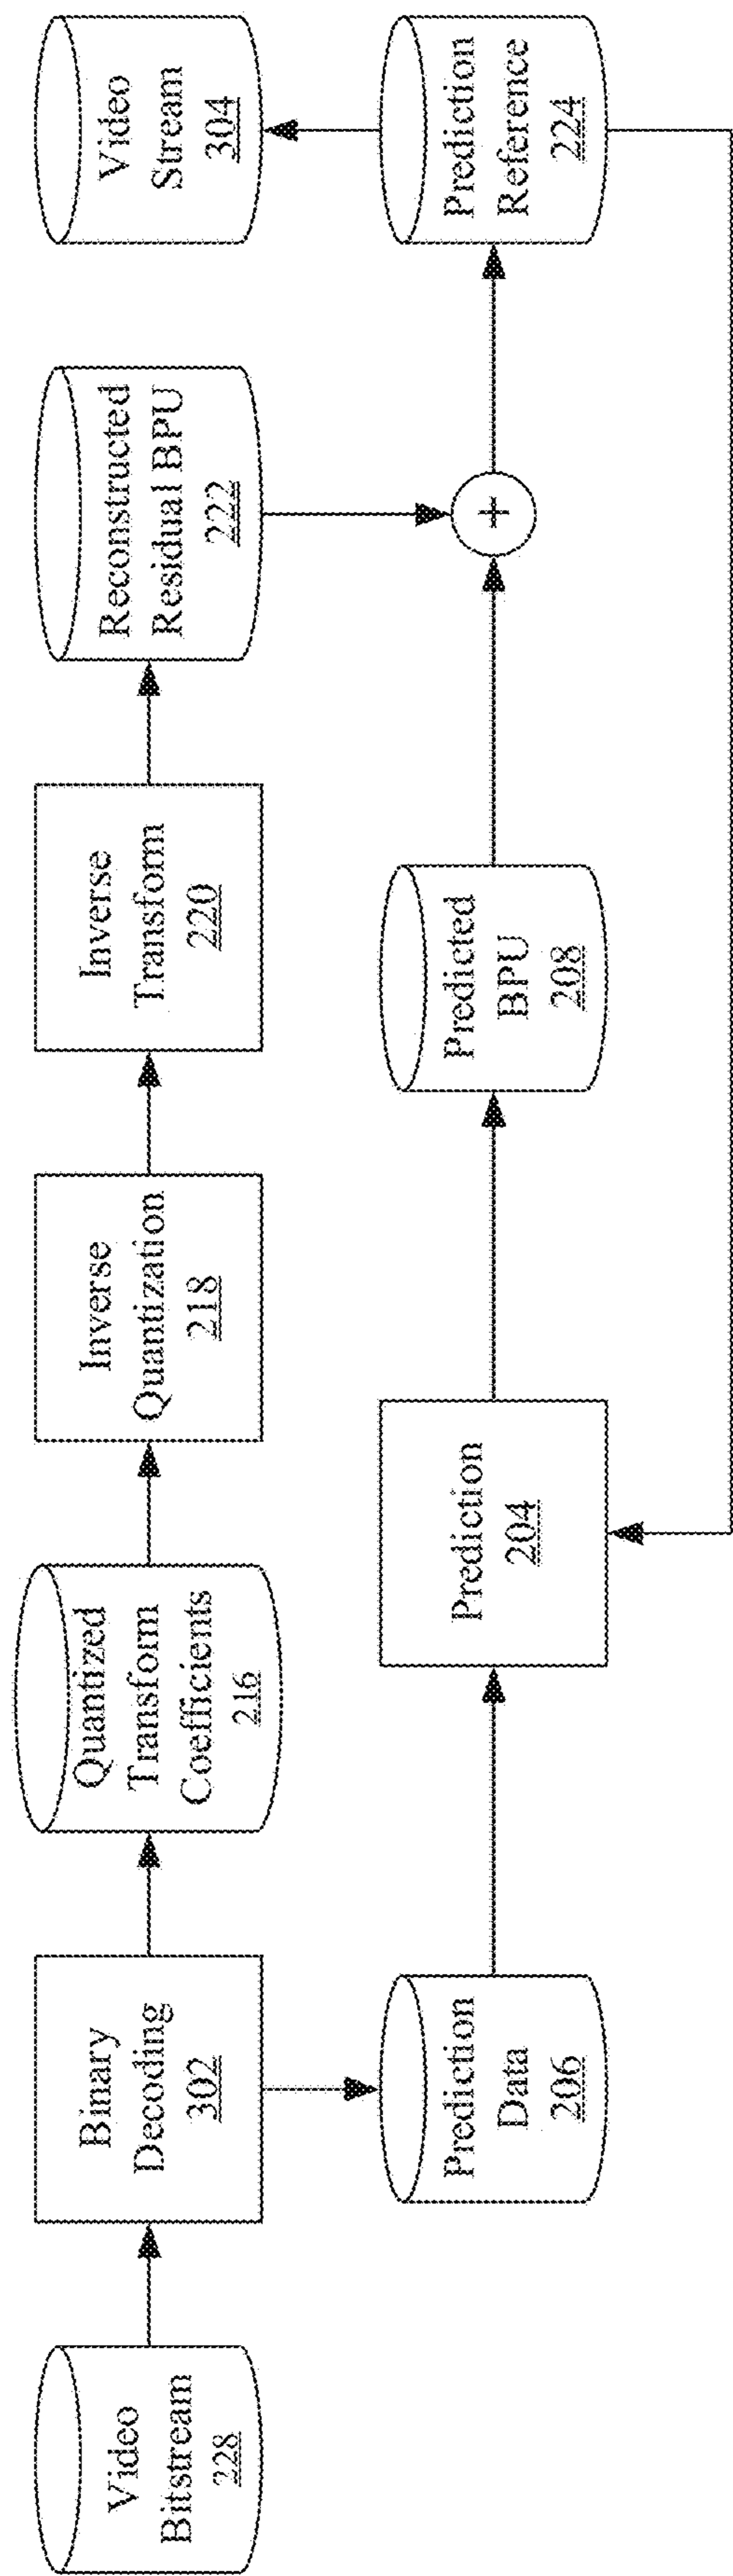 Video
Bitstream
228
Binary
Decoding
302
Quantized
Transform
Coefficients
216
Inverse
Quantization
218
Inverse
Transform
220
Reconstructed
Residual BPU
222
Video
Stream
304
Prediction
Data
206
Prediction
204
Predicted
BPU
208
+
Prediction
Reference
224